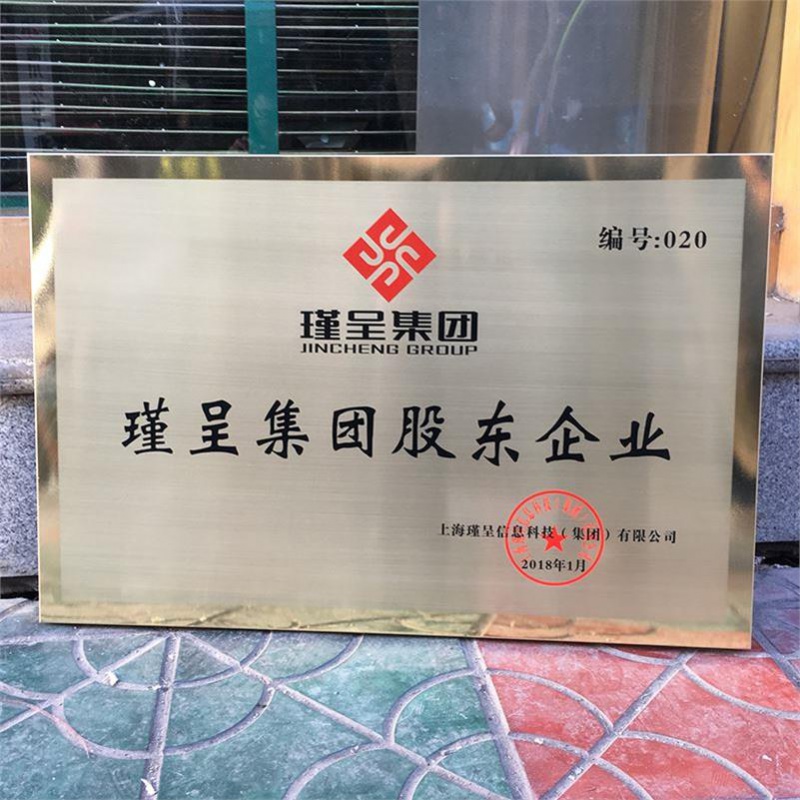 编号:020
瑾呈集团
JINCHENG GROUP
瑾呈集团股东企业
上海瑾呈信息科技（集团）有限公司
2018年1月